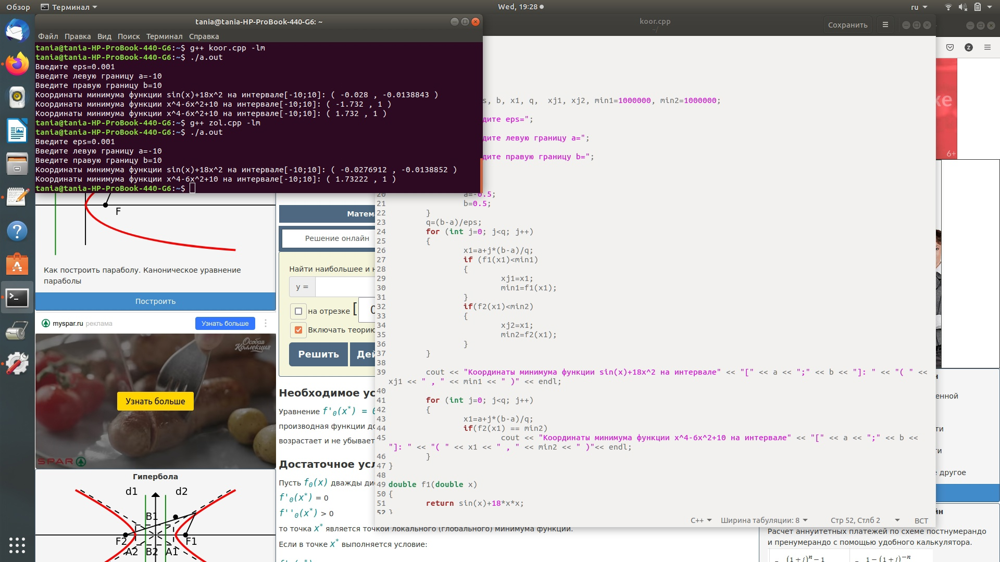 Обзор
Терминал
Wed, 19:28
ru
tania@tania-HP-ProBook-440-G6: ~
Файл Правка Вид Поиск Терминал Справка
tania@tania-HP-ProBook-440-G6:~$ g++ koor.cpp -lm
tania@tania-HP-ProBook-440-G6:~$ ./a.out
Введите eps=0.001
Введите левую границу a=-10
Введите правую границу b=10
Координаты минимума функции sin(x)+18x^2 на интервале[-10;10]: ( -0.028 , -0.0138843 )
Координаты минимума функции x^4-6x^2+10 на интервале[-10;10]: ( -1.732 , 1 )
Координаты минимума функции x^4-6x^2+10 на интервале[-10;10]: ( 1.732 , 1 )
tania@tania-HP-ProBook-440-G6:~$ g++ zol.cpp -lm
tania@tania-HP-ProBook-440-G6:~$ ./a.out
Введите eps=0.001
Введите левую границу a=-10
Введите правую границу b=10
Координаты минимума функции sin(x)+18x^2 на интервале[-10;10]: ( -0.0276912 , -0.0138852 )
Координаты минимума функции x^4-6x^2+10 на интервале[-10;10]: ( 1.73222 , 1 )
tania@tania-HP-ProBook-440-G6:~$
koor.cpp
~/
Сохранить
s, b, x1, q,  xj1, xj2, min1=1000000, min2=1000000;
дите eps=";
дите левую границу a=";
дите правую границу b=";
20 a=-0.5;
21 b=0.5;
22 }
23 q=(b-a)/eps;
24 for (int j=0; j<q; j++)
25 {
26 x1=a+j*(b-a)/q;
27 if (f1(x1)<min1)
28 {
29 xj1=x1;
30 min1=f1(x1);
31 }
32 if(f2(x1)<min2)
33 {
34 xj2=x1;
35 min2=f2(x1);
36 }
37 }
38
39 cout << "Координаты минимума функции sin(x)+18x^2 на интервале" << "[" << a << ";" << b << "]: " << "( " <<
xj1 << " , " << min1 << " )" << endl;
40
41 for (int j=0; j<q; j++)
42 {
43 x1=a+j*(b-a)/q;
44 if(f2(x1) == min2)
45 cout << "Координаты минимума функции x^4-6x^2+10 на интервале" << "[" << a << ";" << b <<
"]: " << "( " << x1 << " , " << min2 << " )"<< endl;
46 }
47 }
48
49 double f1(double x)
50 {
51 return sin(x)+18*x*x;
52 }
C++ Ширина табуляции: 8 Стр 52, Стлб 2 ВСТ
F
Как построить параболу. Каноническое уравнение
параболы
Построить
myspar.ru реклама
Узнать больше
Особая
Коллекция
Узнать больше
SPAR
Гипербола
d1 d2
B1
F2 F1
A2 B2 A1
Матем
Решение онлайн
Найти наибольшее и н
y =
на отрезке [ 0
Включать теорию
Решить
Дей
Необходимое ус
Уравнение f'0(x*) = 0
производная функции до
возрастает и не убывает
Достаточное усл
Пусть f0(x) дважды ди
f'0(x*) = 0
f''0(x*) > 0
то точка x* является точкой локального (глобального) минимума функции.
Если в точке x* выполняется условие:
Z
ке
6+
н
енной
ти
и
е другое
йн
Расчет аннуитетных платежей по схеме постнумерандо
и пренумерандо с помощью удобного калькулятора.
(1+i)^n−1
1−(1+i)^−n